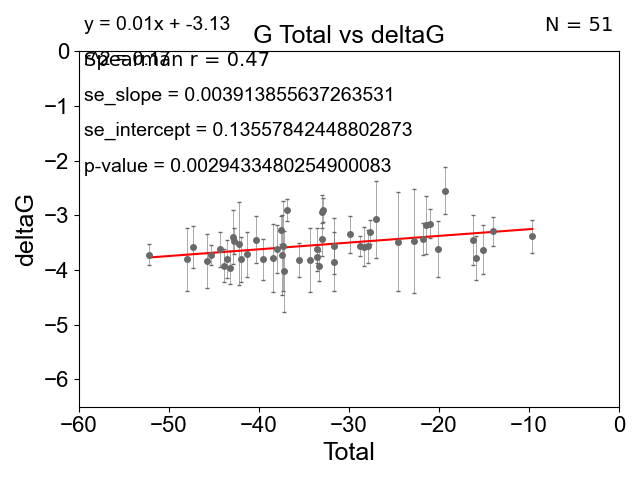 y = 0.01x + -3.13
N = 51
G Total vs deltaG
Spearman r = 0.47
se_slope = 0.003913855637263531
se_intercept = 0.13557842448802873
p-value = 0.0029433480254900083
deltaG
0
−1
−2
−3
−4
−5
−6
−60
−50
−40
−30
−20
−10
0
Total